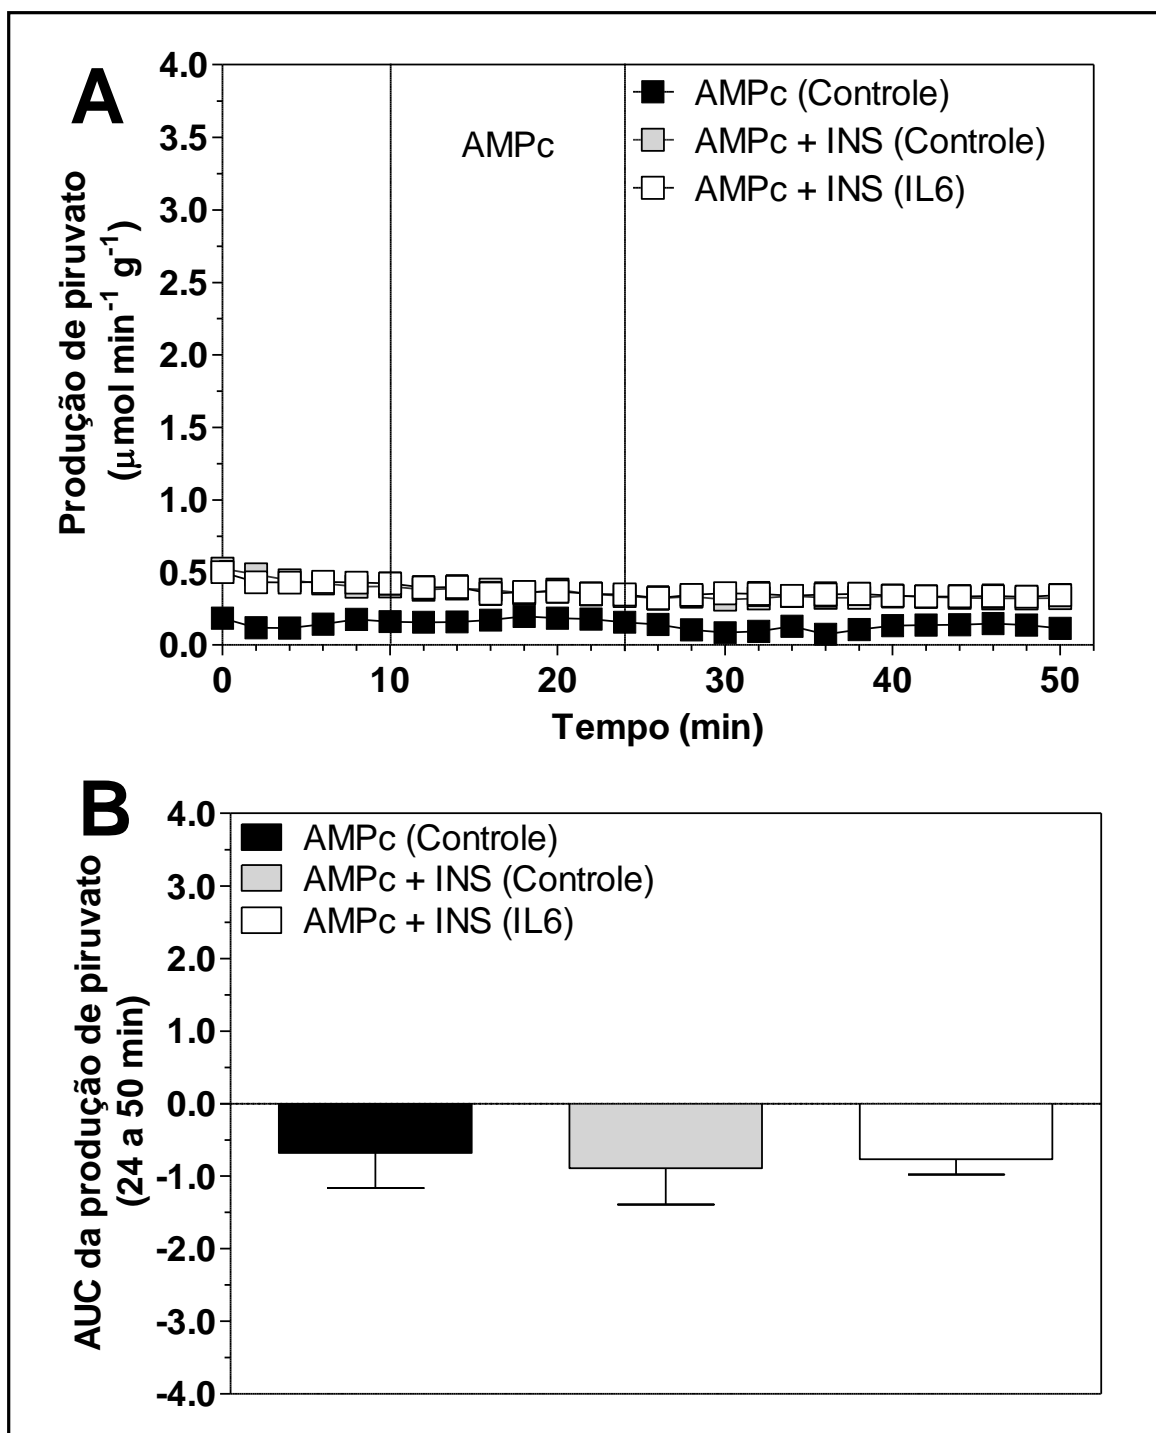 A
Produção de piruvato
(μmol min⁻¹ g⁻¹)
4.0
3.5
3.0
2.5
2.0
1.5
1.0
0.5
0.0
AMPc
AMPc (Controle)
AMPc + INS (Controle)
AMPc + INS (IL6)
0 10 20 30 40 50
Tempo (min)
B
AUC da produção de piruvato
(24 a 50 min)
4.0
3.0
2.0
1.0
0.0
-1.0
-2.0
-3.0
-4.0
AMPc (Controle)
AMPc + INS (Controle)
AMPc + INS (IL6)